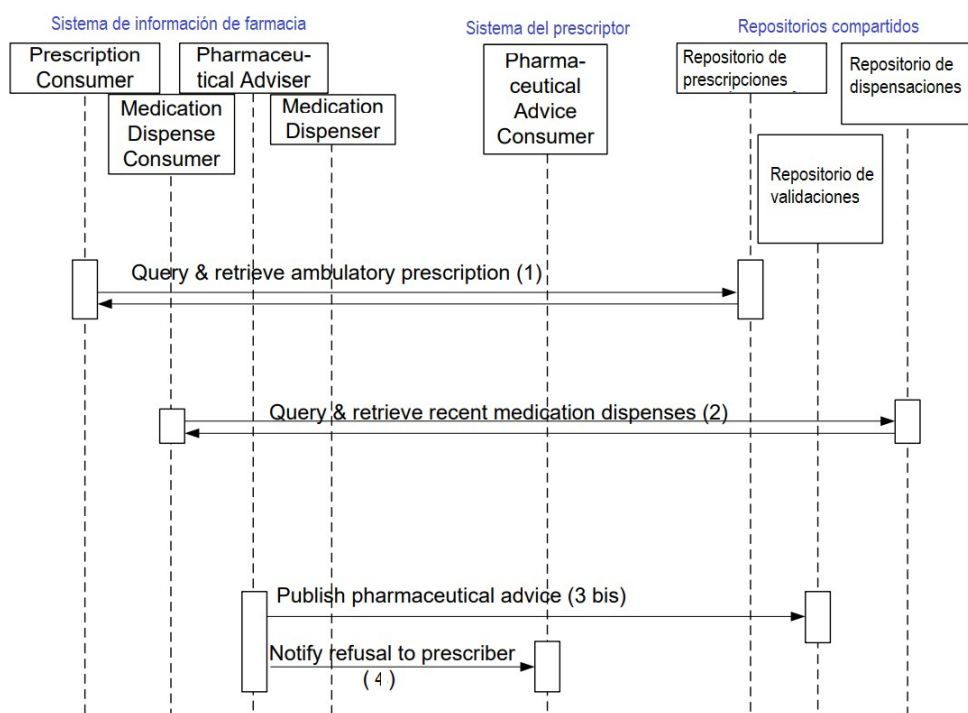 Sistema de información de farmacia
Sistema del prescriptor
Repositorios compartidos
Prescription
Consumer
Pharmaceu-
tical Adviser
Medication
Dispense
Consumer
Medication
Dispenser
Pharma-
ceutical
Advice
Consumer
Repositorio de
prescripciones
Repositorio de
dispensaciones
Repositorio de
validaciones
Query & retrieve ambulatory prescription (1)
Query & retrieve recent medication dispenses (2)
Publish pharmaceutical advice (3 bis)
Notify refusal to prescriber
( 4 )